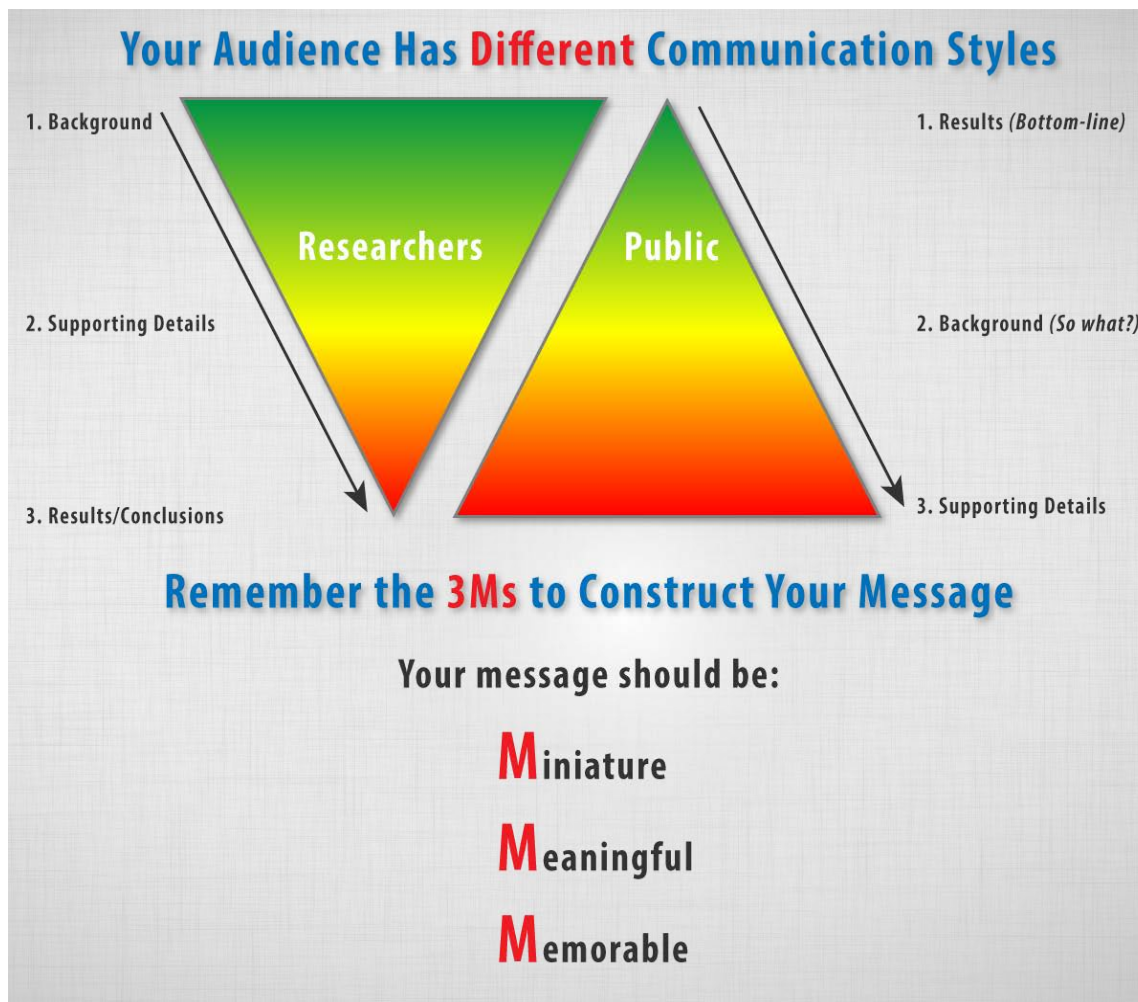 Your Audience Has Different Communication Styles
1. Background
2. Supporting Details
3. Results/Conclusions
Researchers
Public
1. Results (Bottom-line)
2. Background (So what?)
3. Supporting Details
Remember the 3Ms to Construct Your Message
Your message should be:
Miniature
Meaningful
Memorable